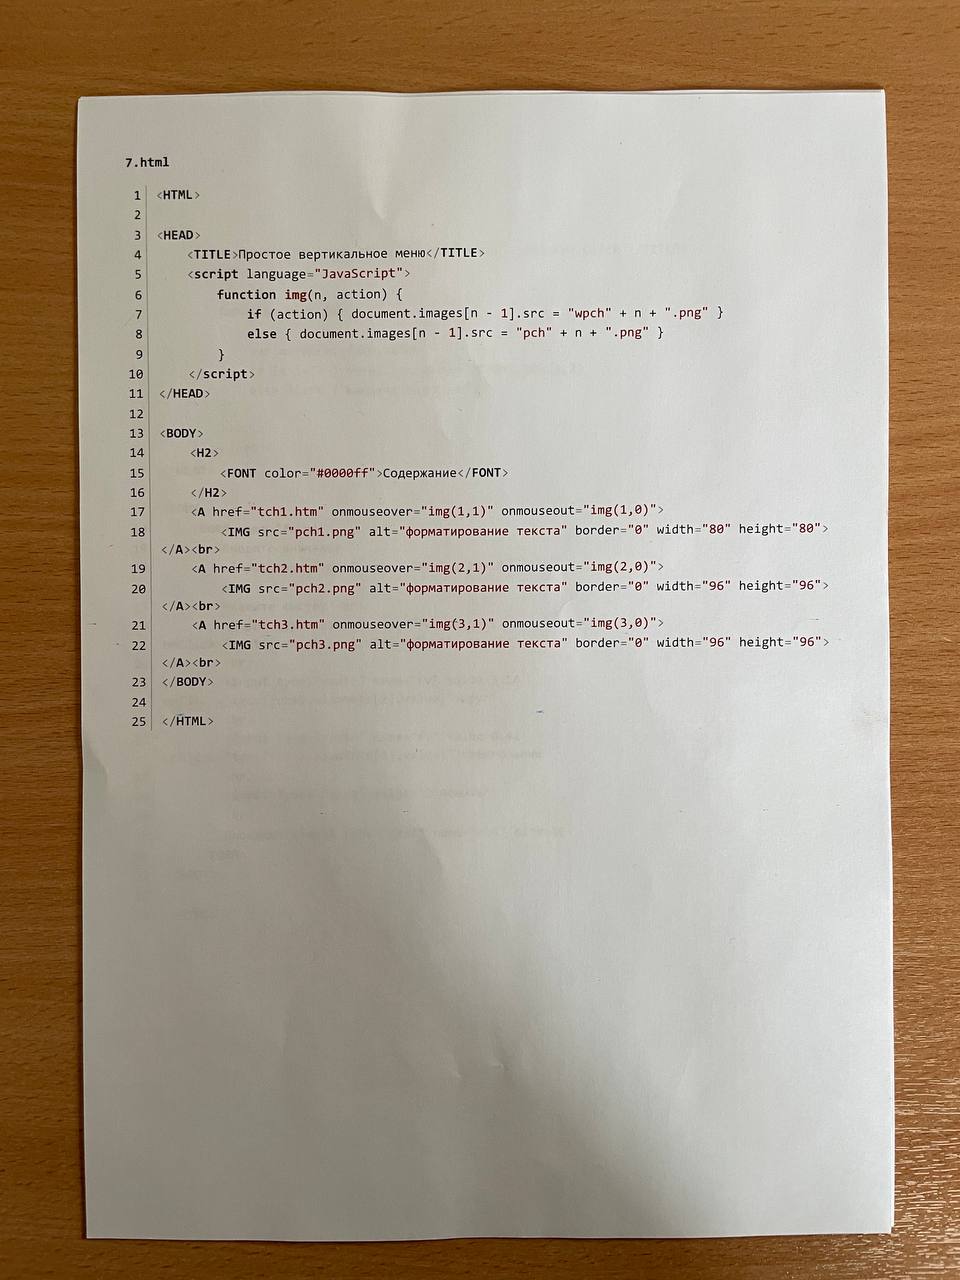 7.html
1 <HTML>
2
3 <HEAD>
4 <TITLE>Простое вертикальное меню</TITLE>
5 <script language="JavaScript">
6 function img(n, action) {
7 if (action) { document.images[n - 1].src = "wpch" + n + ".png" }
8 else { document.images[n - 1].src = "pch" + n + ".png" }
9 }
10 </script>
11 </HEAD>
12
13 <BODY>
14 <H2>
15 <FONT color="#0000ff">Содержание</FONT>
16 </H2>
17 <A href="tch1.htm" onmouseover="img(1,1)" onmouseout="img(1,0)">
18 <IMG src="pch1.png" alt="форматирование текста" border="0" width="80" height="80">
</A><br>
19 <A href="tch2.htm" onmouseover="img(2,1)" onmouseout="img(2,0)">
20 <IMG src="pch2.png" alt="форматирование текста" border="0" width="96" height="96">
</A><br>
21 <A href="tch3.htm" onmouseover="img(3,1)" onmouseout="img(3,0)">
22 <IMG src="pch3.png" alt="форматирование текста" border="0" width="96" height="96">
</A><br>
23 </BODY>
24
25 </HTML>